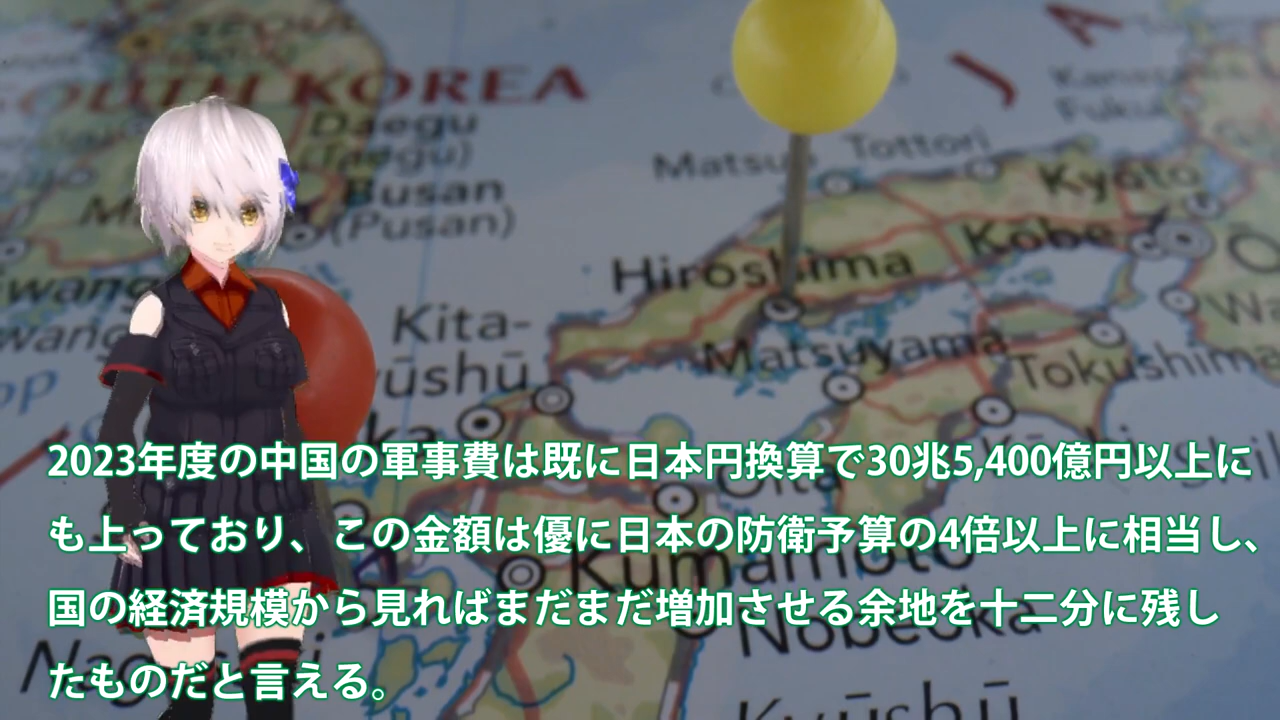 SOUTH KOREA
J A
Daegu
(Taegu)
Busan
(Pusan)
Tottori
Kyōto
Kōbe
Hiroshima
Kita-
Matsuyama
Tokushima
2023年度の中国の軍事費は既に日本円換算で30兆5,400億円以上に
も上っており、この金額は優に日本の防衛予算の4倍以上に相当し、
国の経済規模から見ればまだまだ増加させる余地を十二分に残し
たものだと言える。
Kumamoto
Nobeoka
Kyūshū